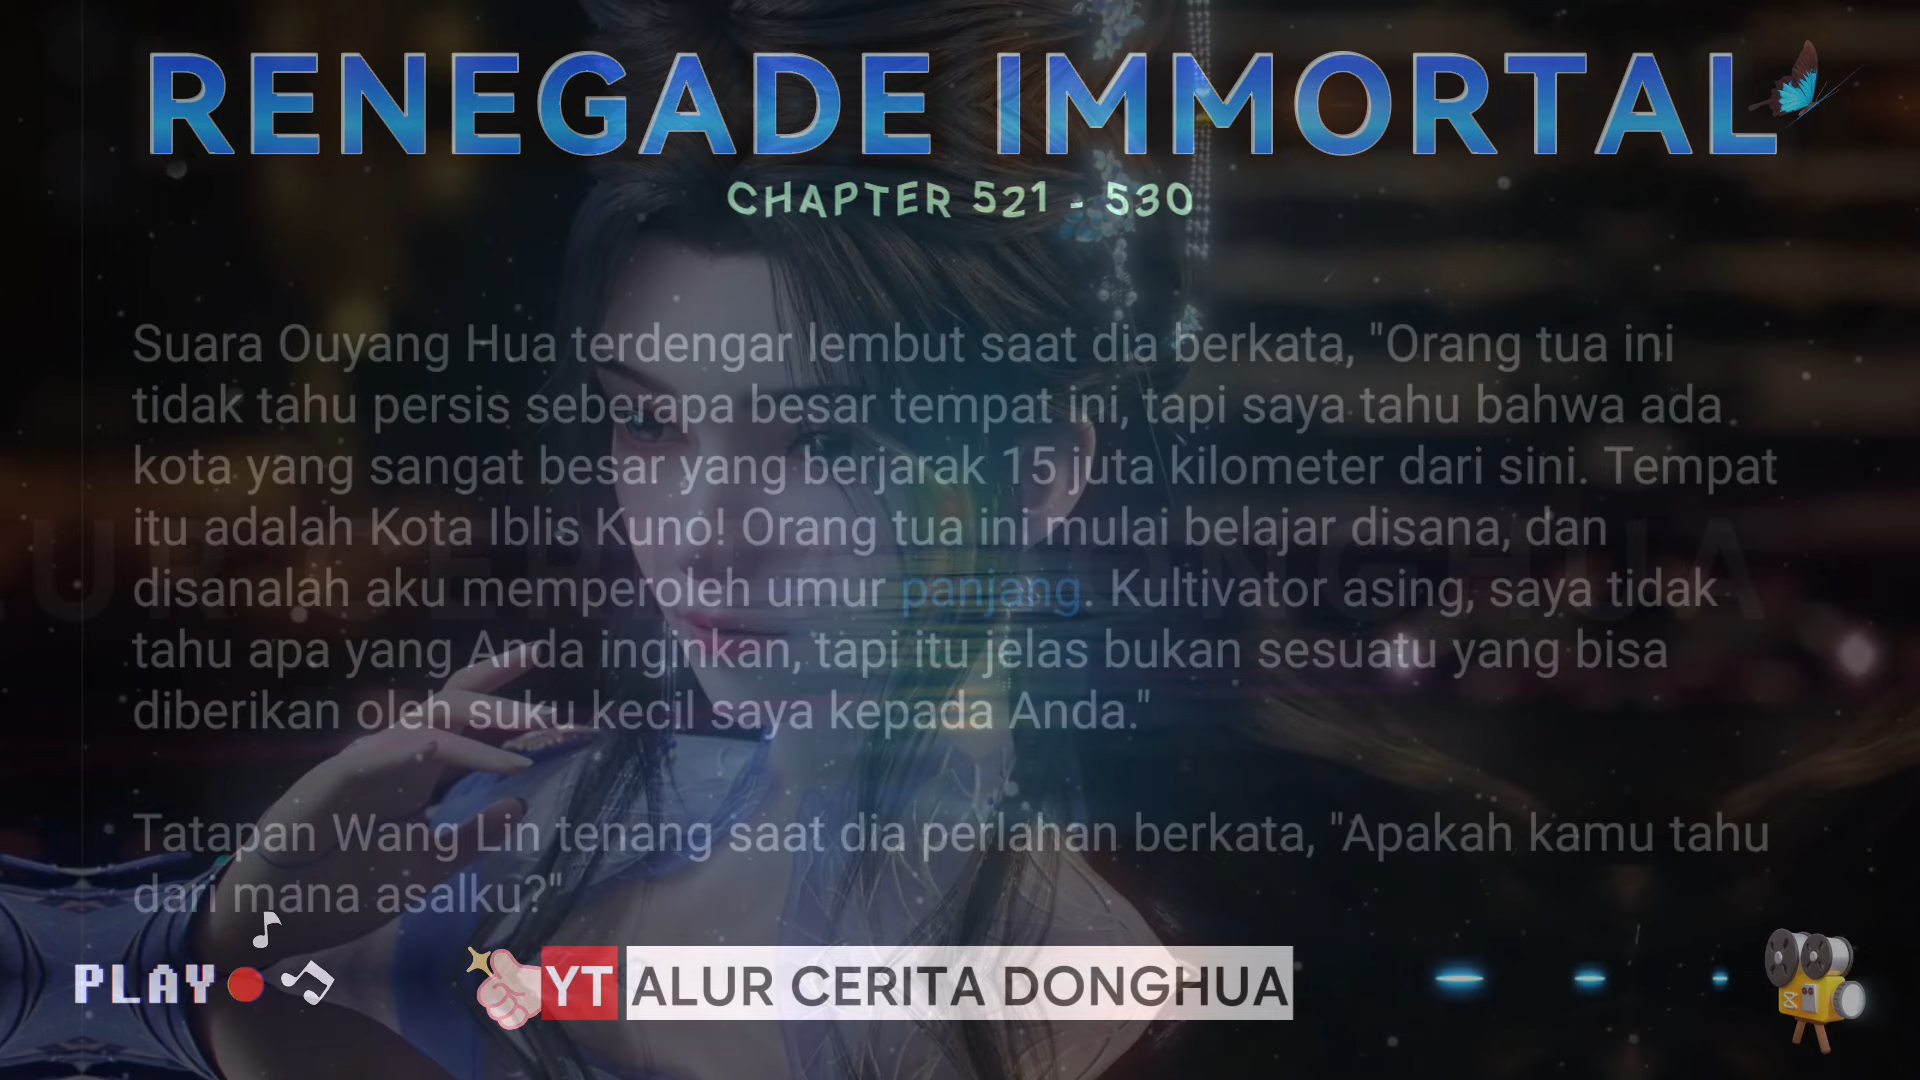 RENEGADE IMMORTAL
CHAPTER 521 - 530
Suara Ouyang Hua terdengar lembut saat dia berkata, "Orang tua ini
tidak tahu persis seberapa besar tempat ini, tapi saya tahu bahwa ada
kota yang sangat besar yang berjarak 15 juta kilometer dari sini. Tempat
itu adalah Kota Iblis Kuno! Orang tua ini mulai belajar disana, dan
disanalah aku memperoleh umur panjang. Kultivator asing, saya tidak
tahu apa yang Anda inginkan, tapi itu jelas bukan sesuatu yang bisa
diberikan oleh suku kecil saya kepada Anda."
Tatapan Wang Lin tenang saat dia perlahan berkata, "Apakah kamu tahu
dari mana asalku?"
PLAY
YT ALUR CERITA DONGHUA